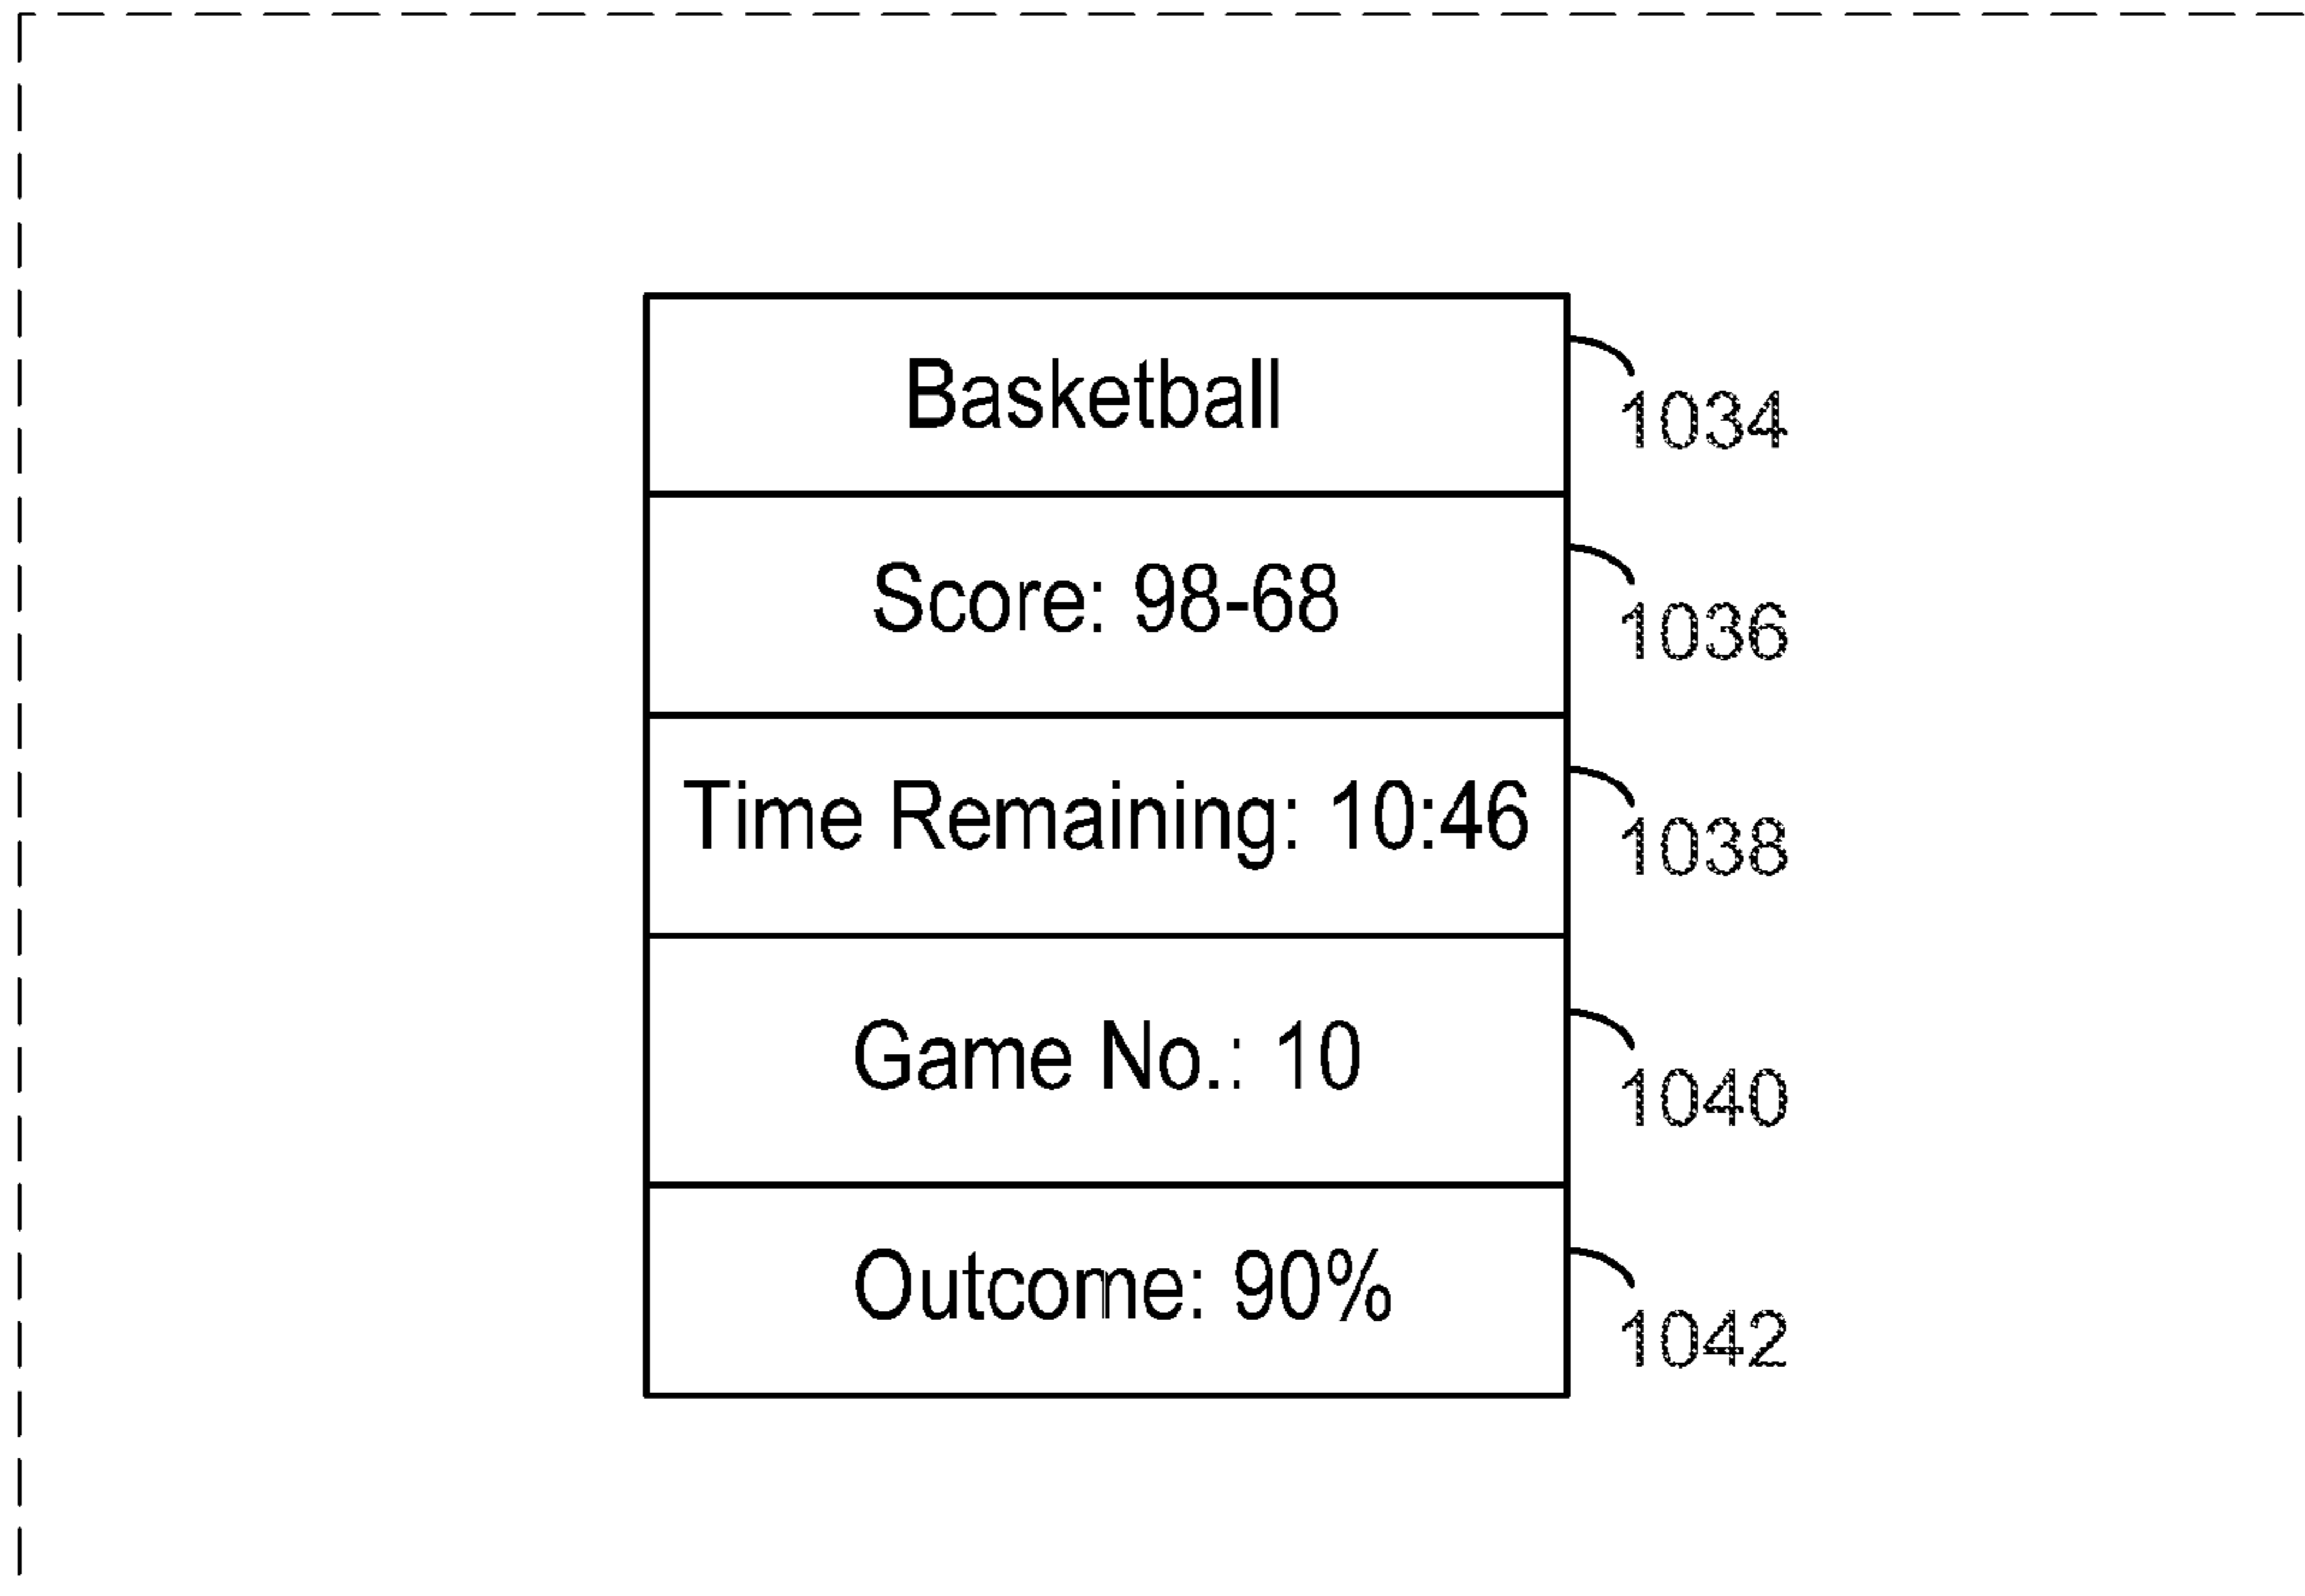 Basketball
1034
Score: 98-68
1036
Time Remaining: 10:46
1038
Game No.: 10
1040
Outcome: 90%
1042